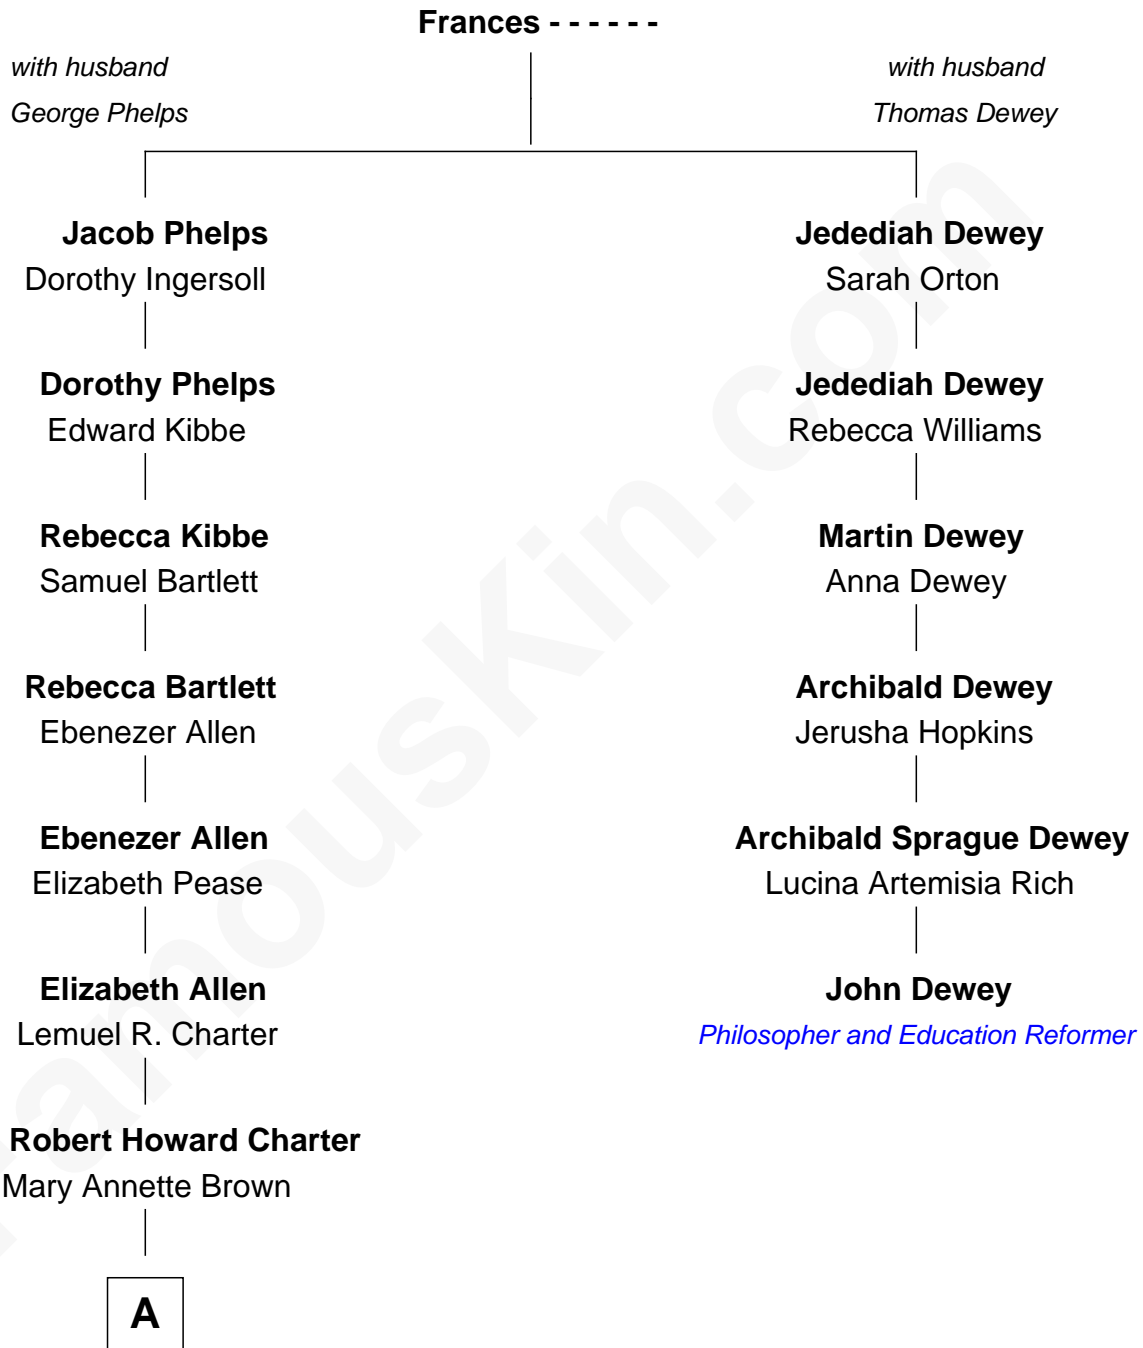 Frances - - - - - -
with husband
George Phelps
with husband
Thomas Dewey
Jacob Phelps
Dorothy Ingersoll
Jedediah Dewey
Sarah Orton
Dorothy Phelps
Edward Kibbe
Jedediah Dewey
Rebecca Williams
Rebecca Kibbe
Samuel Bartlett
Martin Dewey
Anna Dewey
Rebecca Bartlett
Ebenezer Allen
Archibald Dewey
Jerusha Hopkins
Ebenezer Allen
Elizabeth Pease
Archibald Sprague Dewey
Lucina Artemisia Rich
Elizabeth Allen
Lemuel R. Charter
John Dewey
Philosopher and Education Reformer
Robert Howard Charter
Mary Annette Brown
A
FamousKin.com